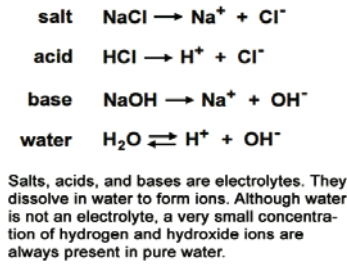 salt NaCl → Na⁺ + Cl⁻
acid HCl → H⁺ + Cl⁻
base NaOH → Na⁺ + OH⁻
water H₂O ⇌ H⁺ + OH⁻
Salts, acids, and bases are electrolytes. They
dissolve in water to form ions. Although water
is not an electrolyte, a very small concentra-
tion of hydrogen and hydroxide ions are
always present in pure water.